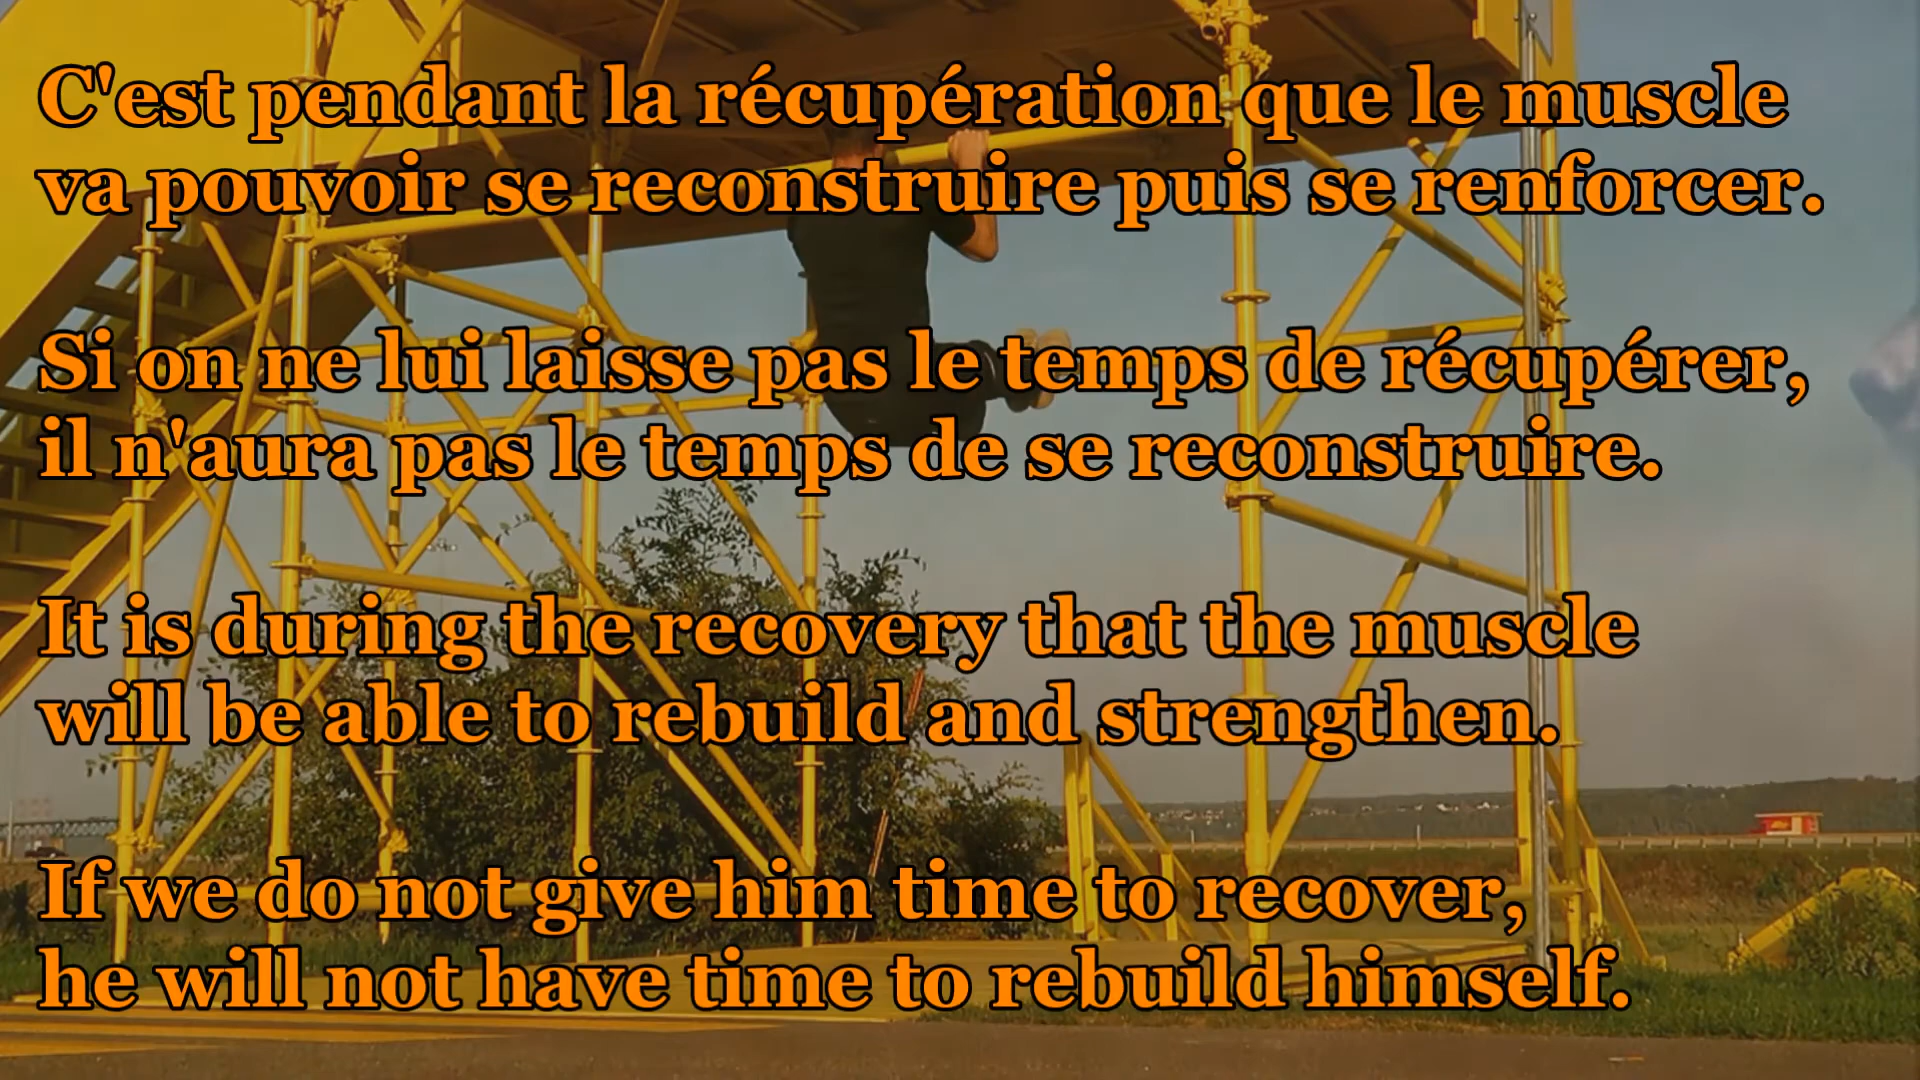 C'est pendant la récupération que le muscle
va pouvoir se reconstruire puis se renforcer.
Si on ne lui laisse pas le temps de récupérer,
il n'aura pas le temps de se reconstruire.
It is during the recovery that the muscle
will be able to rebuild and strengthen.
If we do not give him time to recover,
he will not have time to rebuild himself.